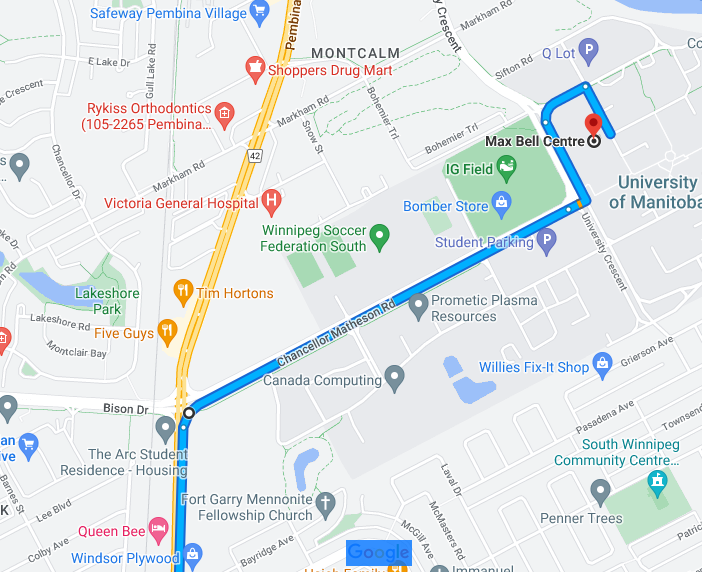 Safeway Pembina Village
E Lake Dr
Gull Lake Rd
Pembina
MONTCALM
Markham Rd
Crescent
Q Lot
Sifton Rd
Shoppers Drug Mart
Crescent
Rykiss Orthodontics
(105-2265 Pembina...
Markham Rd
Bohemier Trl
Snow St
Bohemier Trl
Max Bell Centre
Chancellor Dr
42
Markham Rd
IG Field
University
of Manitoba
Victoria General Hospital
Bomber Store
Winnipeg Soccer
Federation South
Student Parking
University Crescent
Lakeshore
Park
Tim Hortons
Prometic Plasma
Resources
Lakeshore Rd
Five Guys
Chancellor Matheson Rd
Montclair Bay
Willies Fix-It Shop
Grierson Ave
Canada Computing
Bison Dr
Pasadena Ave
Townsend
The Arc Student
Residence - Housing
South Winnipeg
Community Centre...
Barnes St
Lee Blvd
Laval Dr
McMasters Rd
Fort Garry Mennonite
Fellowship Church
McGill Ave
Penner Trees
Queen Bee
Colby Ave
Bayridge Ave
Patric
Windsor Plywood
Google
Immanuel